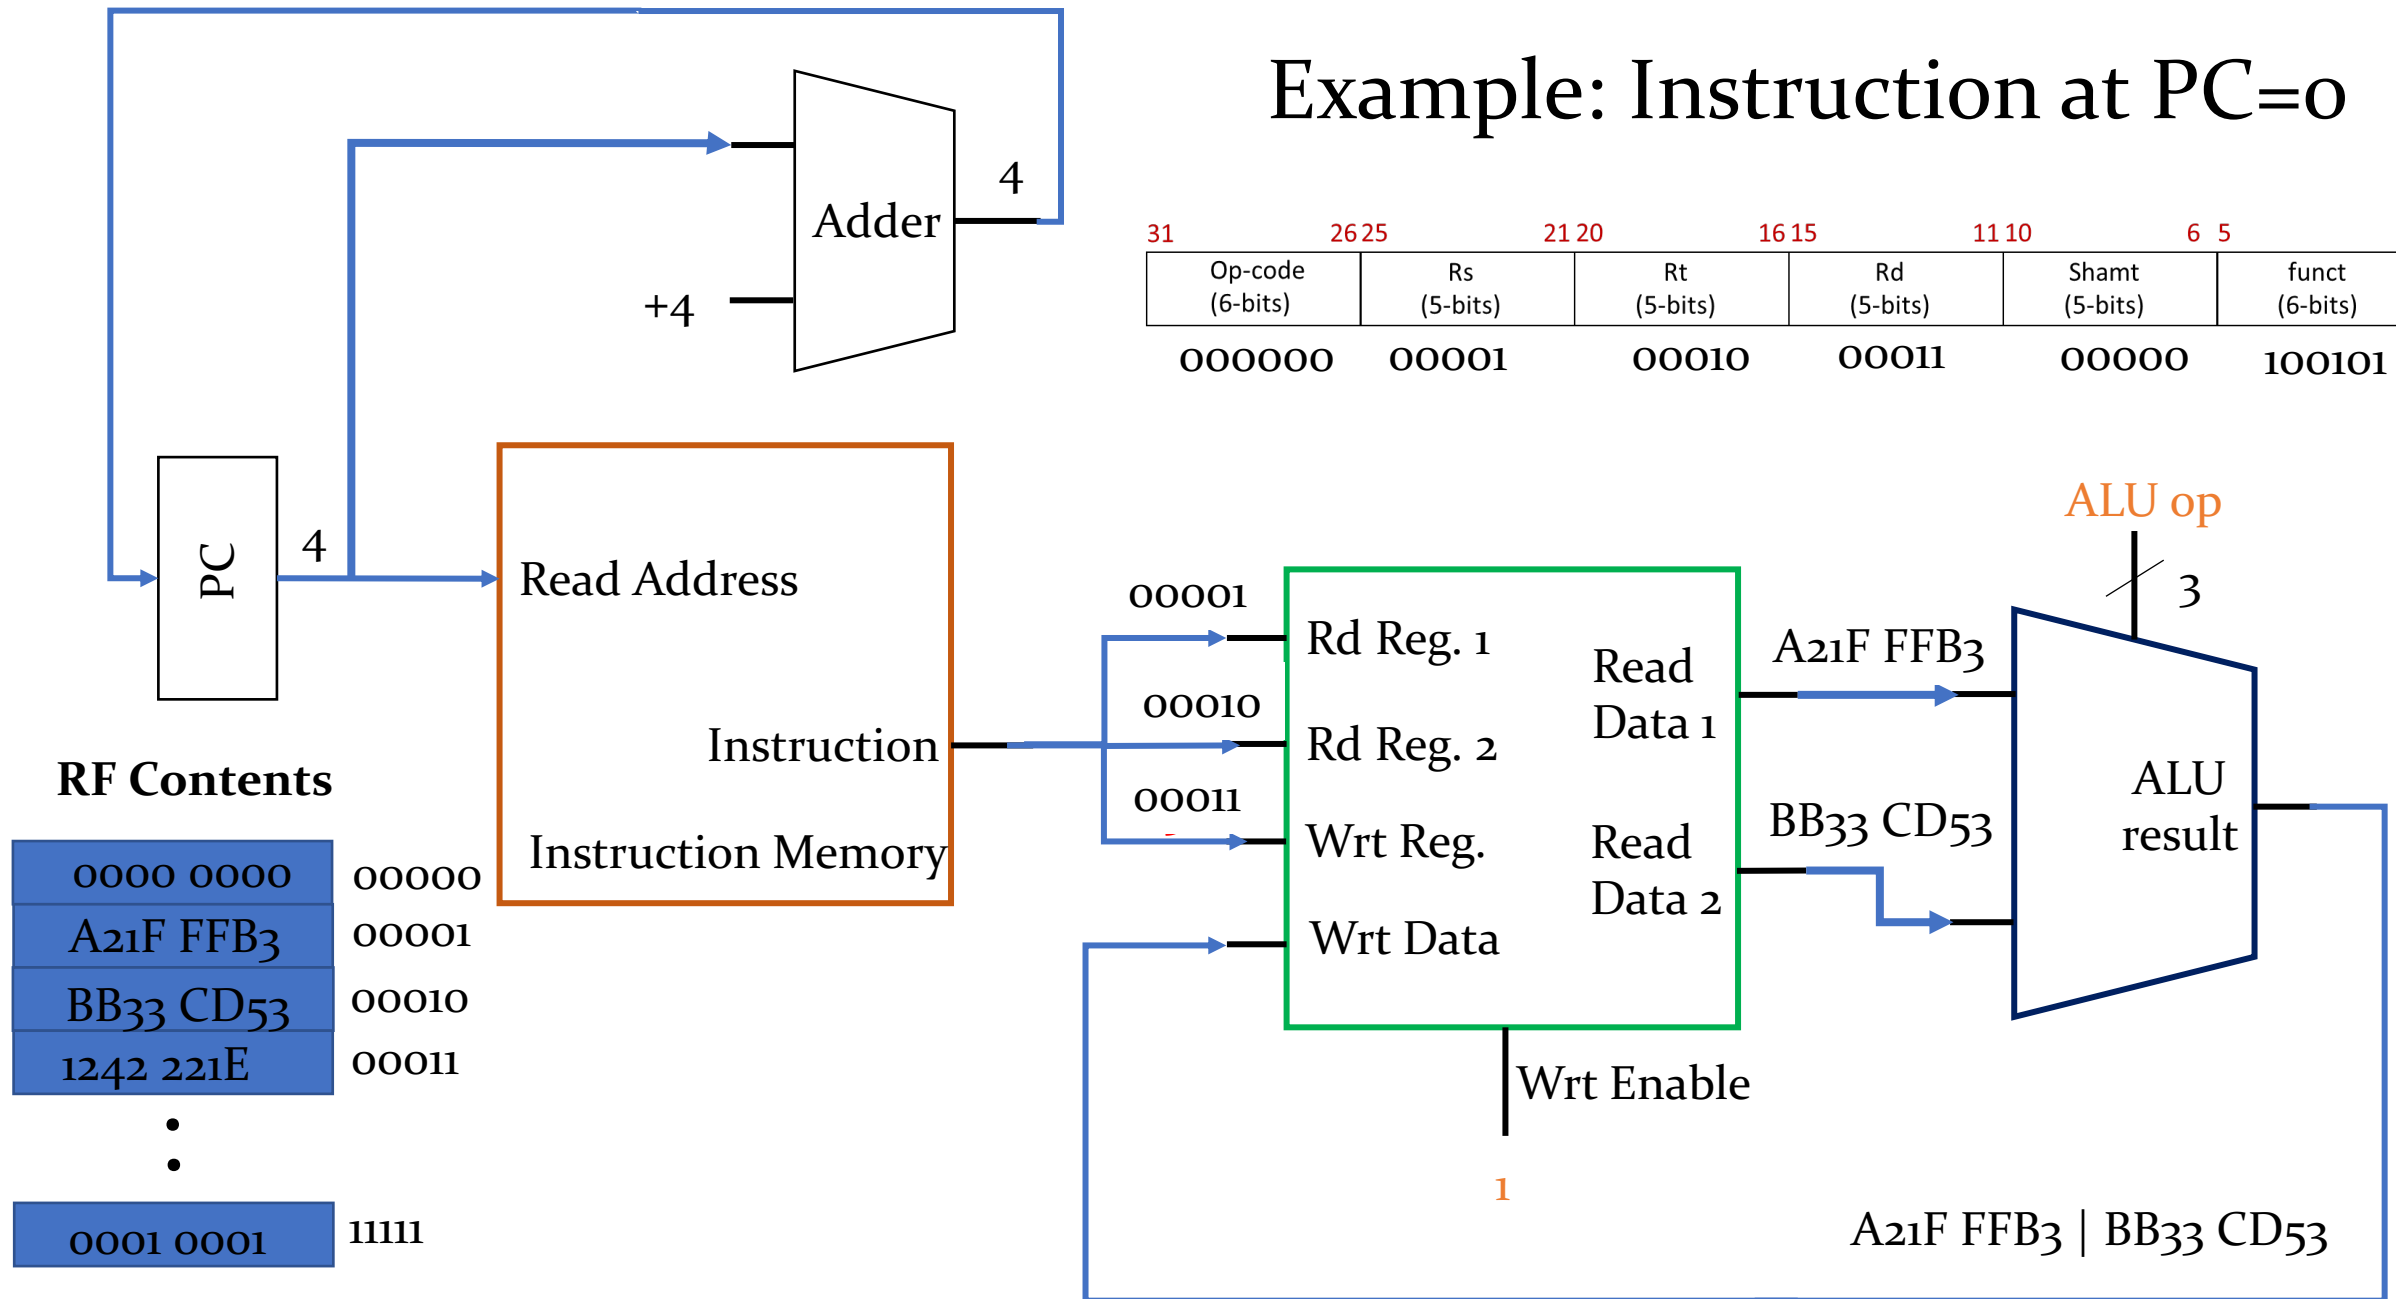 Example: Instruction at PC=0
4
Adder
+4
31 26 25 21 20 16 15 11 10 6 5
Op-code Rs Rt Rd Shamt funct
(6-bits) (5-bits) (5-bits) (5-bits) (5-bits) (6-bits)
000000 00001 00010 00011 00000 100101
PC
4
Read Address
Instruction
Instruction Memory
ALU op
3
00001
Rd Reg. 1
00010
Rd Reg. 2
00011
Wrt Reg.
Wrt Data
Read
Data 1
Read
Data 2
A21F FFB3
BB33 CD53
ALU
result
Wrt Enable
1
A21F FFB3 | BB33 CD53
RF Contents
0000 0000 00000
A21F FFB3 00001
BB33 CD53 00010
1242 221E 00011
0001 0001 11111